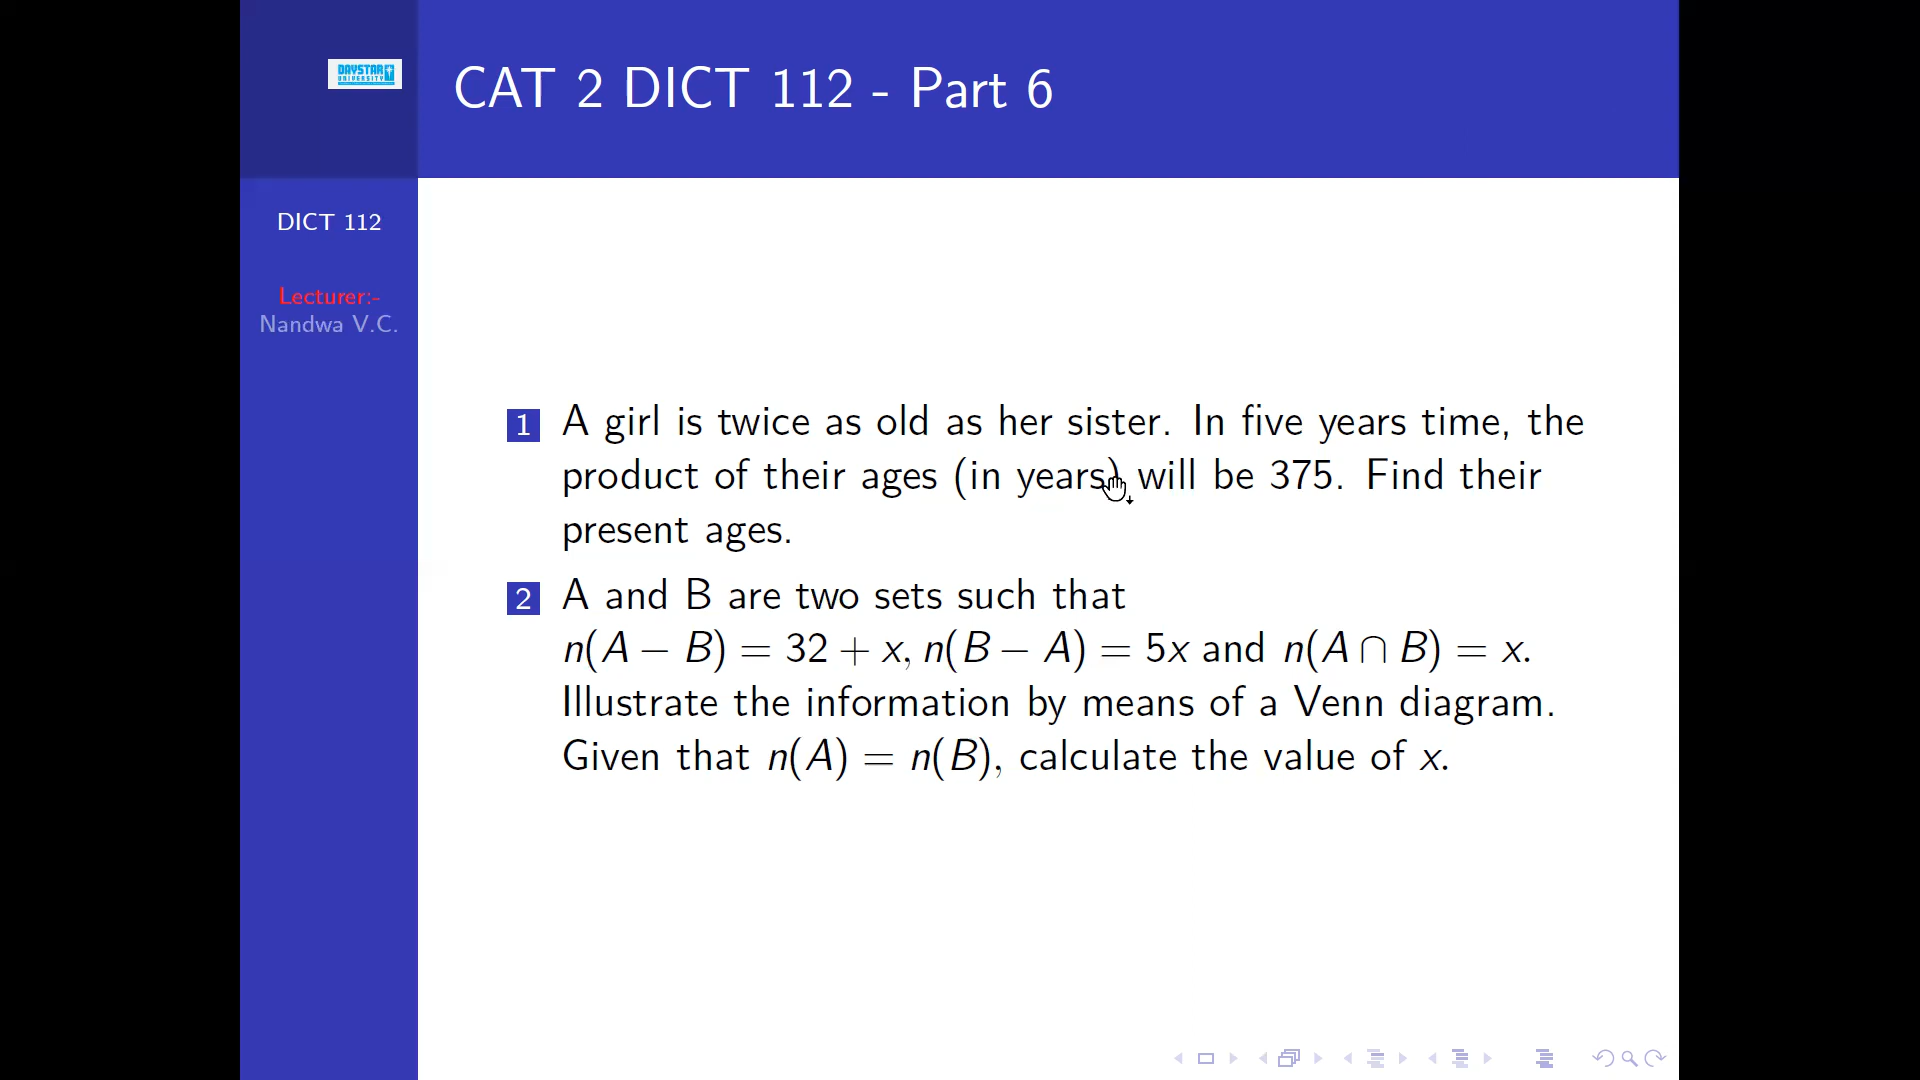 DAYSTAR
UNIVERSITY
CAT 2 DICT 112 - Part 6
DICT 112
Lecturer:-
Nandwa V.C.
1 A girl is twice as old as her sister. In five years time, the
product of their ages (in years) will be 375. Find their
present ages.
2 A and B are two sets such that
n(A − B) = 32 + x, n(B − A) = 5x and n(A ∩ B) = x.
Illustrate the information by means of a Venn diagram.
Given that n(A) = n(B), calculate the value of x.